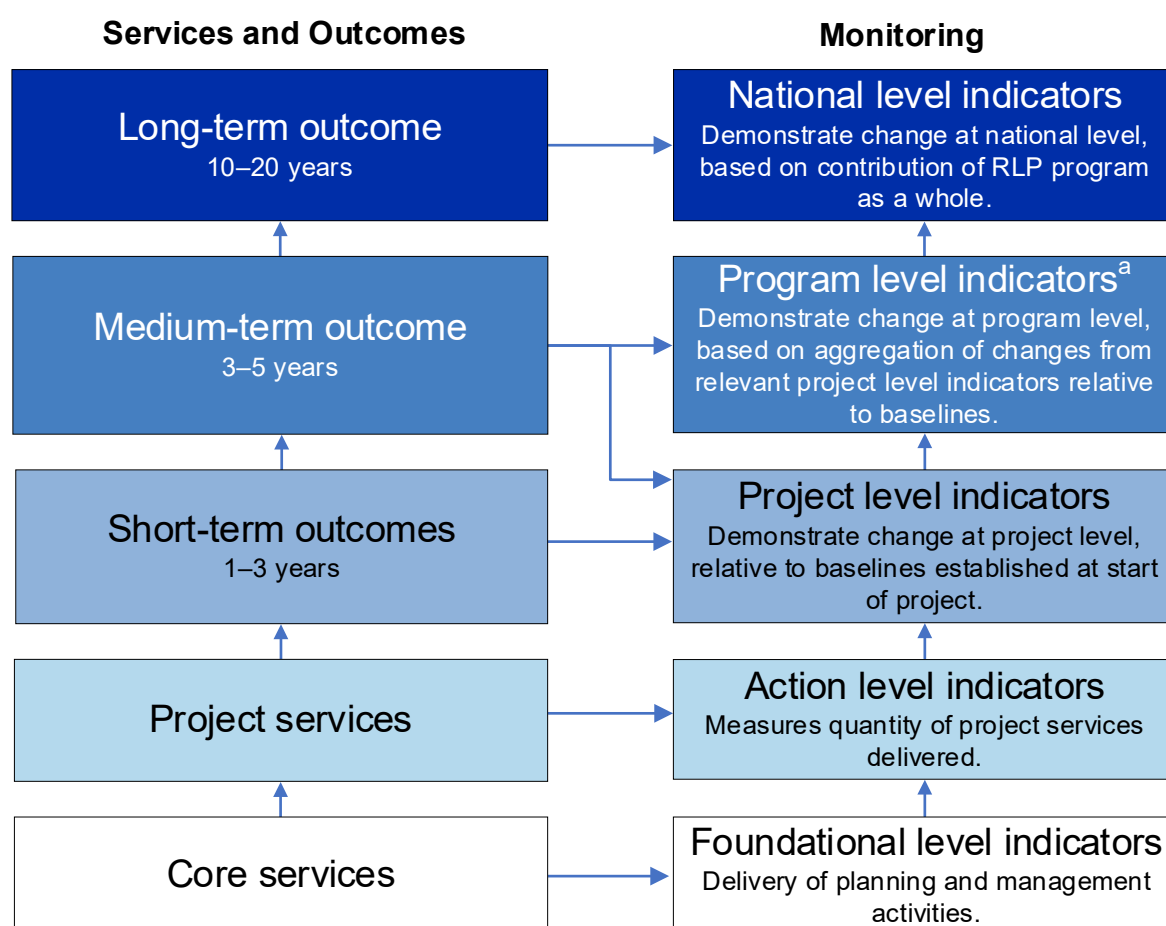 Services and Outcomes
Monitoring
Long-term outcome
10–20 years
National level indicators
Demonstrate change at national level,
based on contribution of RLP program
as a whole.
Medium-term outcome
3–5 years
Program level indicatorsᵃ
Demonstrate change at program level,
based on aggregation of changes from
relevant project level indicators relative
to baselines.
Short-term outcomes
1–3 years
Project level indicators
Demonstrate change at project level,
relative to baselines established at start
of project.
Project services
Action level indicators
Measures quantity of project services
delivered.
Core services
Foundational level indicators
Delivery of planning and management
activities.